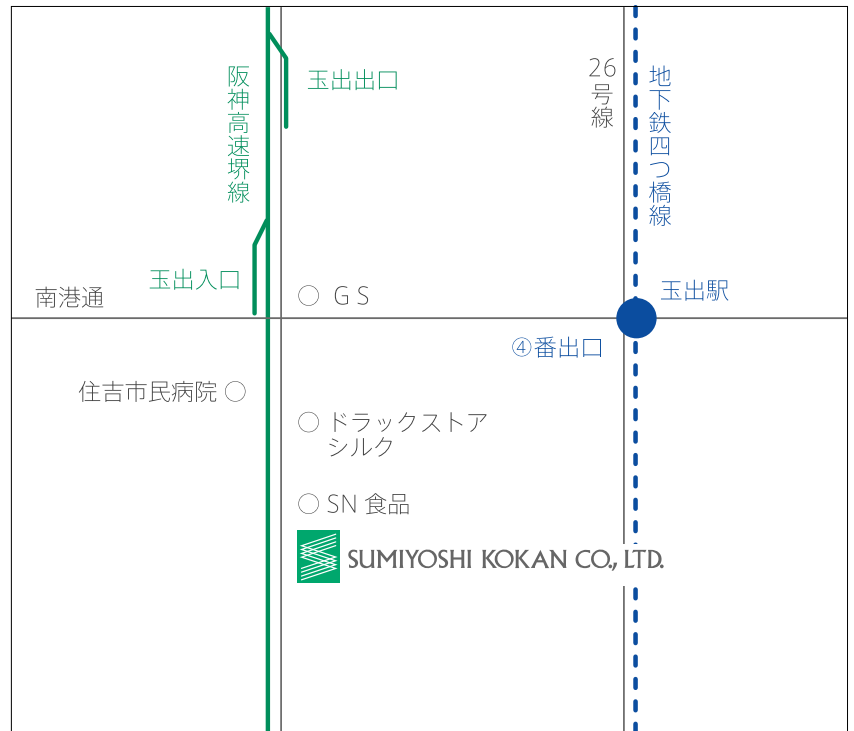 阪神高速堺線
玉出出口
26号線
地下鉄四つ橋線
玉出入口
南港通
GS
玉出駅
④番出口
住吉市民病院
ドラックストア
シルク
SN 食品
SUMIYOSHI KOKAN CO., LTD.